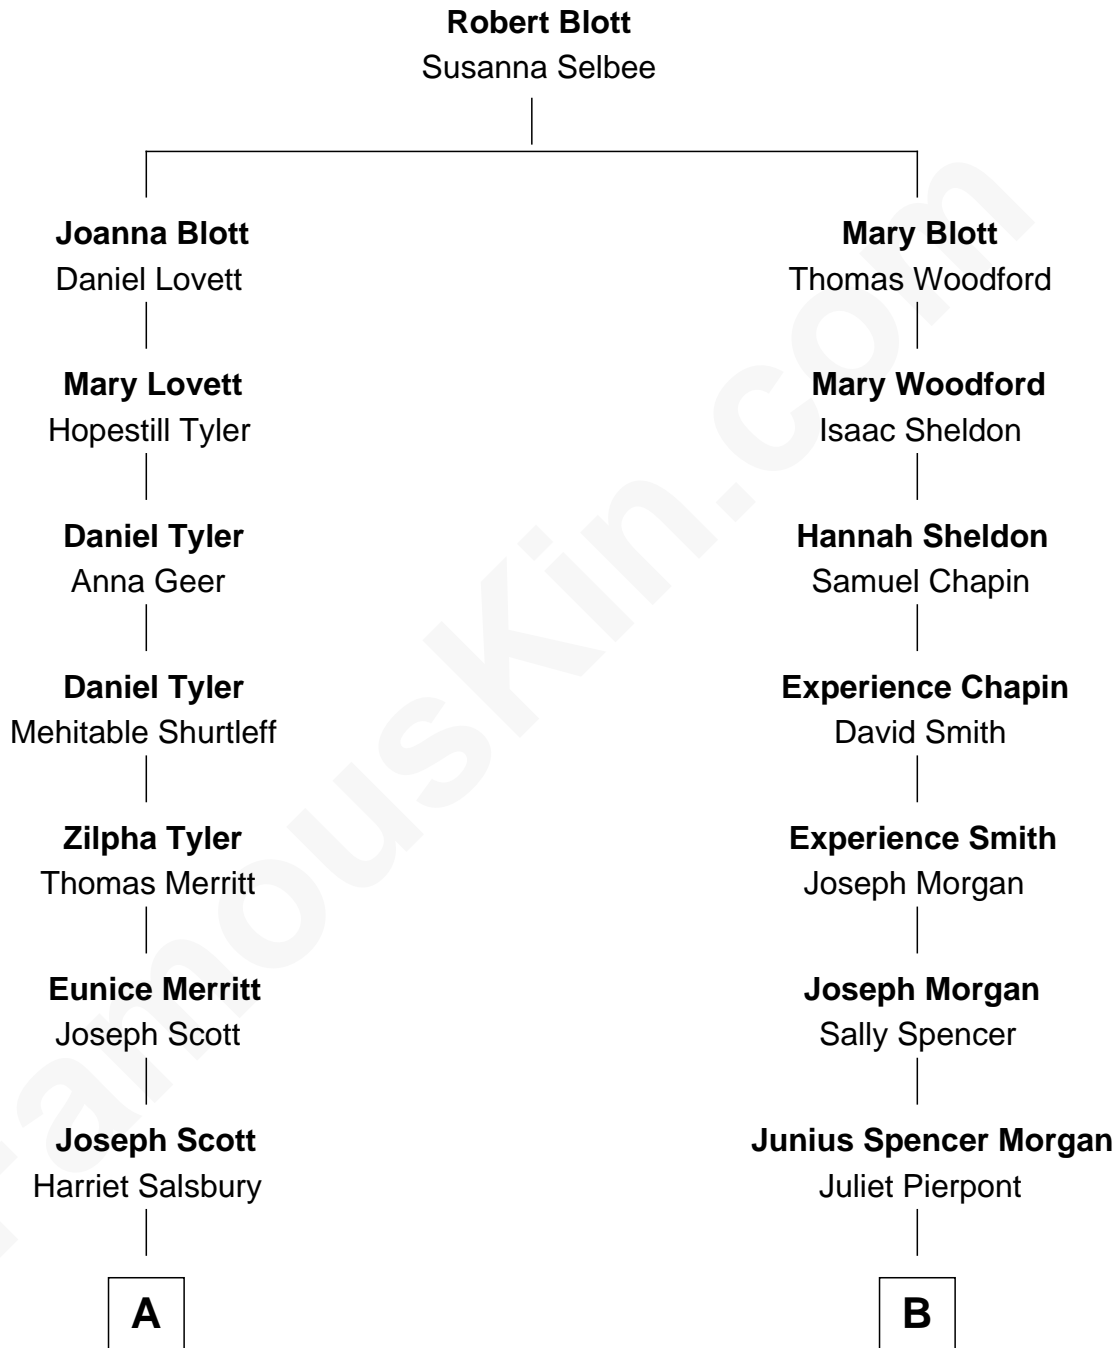 Robert Blott
Susanna Selbee
Joanna Blott
Daniel Lovett
Mary Blott
Thomas Woodford
Mary Lovett
Hopestill Tyler
Mary Woodford
Isaac Sheldon
Daniel Tyler
Anna Geer
Hannah Sheldon
Samuel Chapin
Daniel Tyler
Mehitable Shurtleff
Experience Chapin
David Smith
Zilpha Tyler
Thomas Merritt
Experience Smith
Joseph Morgan
Eunice Merritt
Joseph Scott
Joseph Morgan
Sally Spencer
Joseph Scott
Harriet Salsbury
Junius Spencer Morgan
Juliet Pierpont
A
B
FamousKin.com